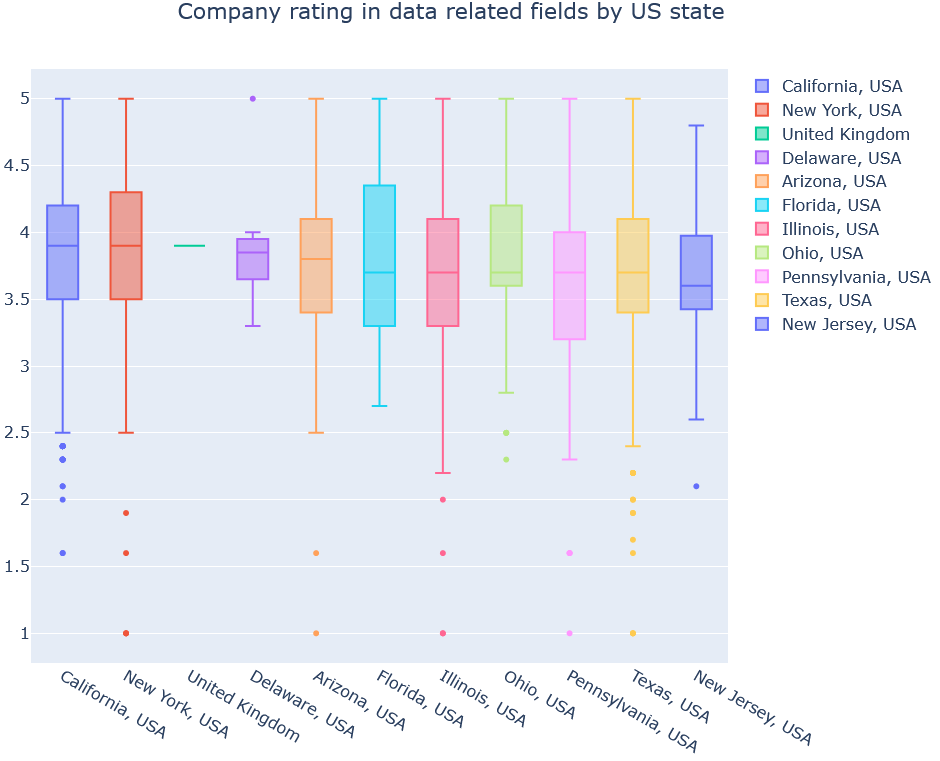 Company rating in data related fields by US state
5
4.5
4
3.5
3
2.5
2
1.5
1
California, USA
New York, USA
United Kingdom
Delaware, USA
Arizona, USA
Florida, USA
Illinois, USA
Ohio, USA
Pennsylvania, USA
Texas, USA
New Jersey, USA
California, USA
New York, USA
United Kingdom
Delaware, USA
Arizona, USA
Florida, USA
Illinois, USA
Ohio, USA
Pennsylvania, USA
Texas, USA
New Jersey, USA